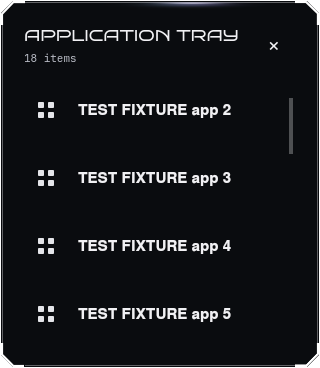 APPLICATION TRAY
18 items
×
TEST FIXTURE app 2
TEST FIXTURE app 3
TEST FIXTURE app 4
TEST FIXTURE app 5